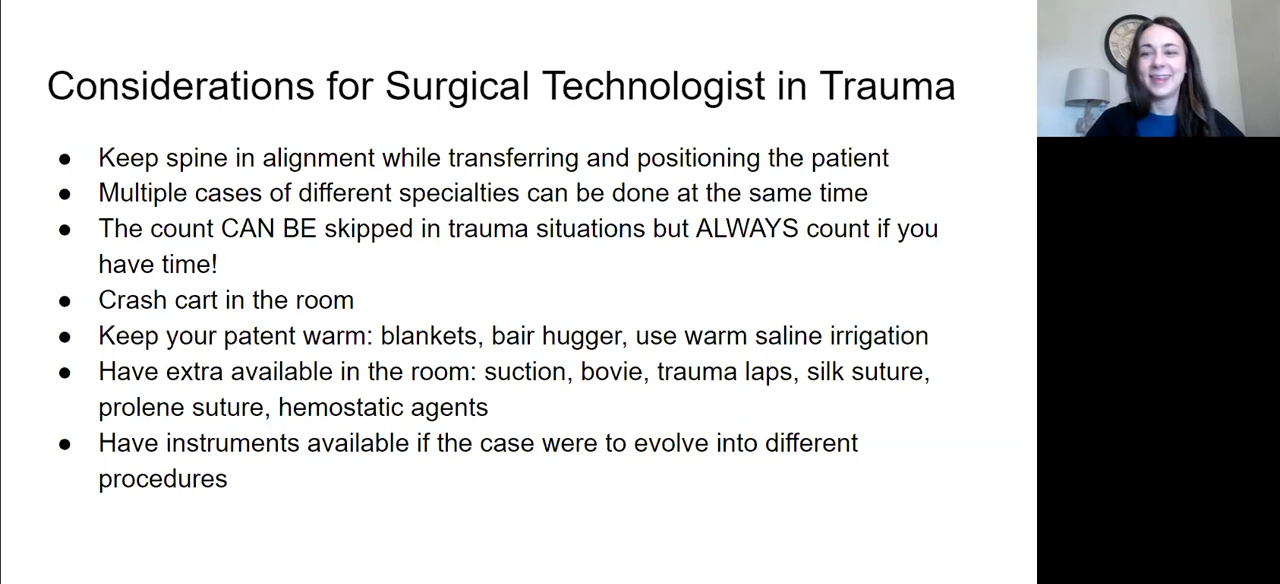 Considerations for Surgical Technologist in Trauma
● Keep spine in alignment while transferring and positioning the patient
● Multiple cases of different specialties can be done at the same time
● The count CAN BE skipped in trauma situations but ALWAYS count if you
have time!
● Crash cart in the room
● Keep your patent warm: blankets, bair hugger, use warm saline irrigation
● Have extra available in the room: suction, bovie, trauma laps, silk suture,
prolene suture, hemostatic agents
● Have instruments available if the case were to evolve into different
procedures